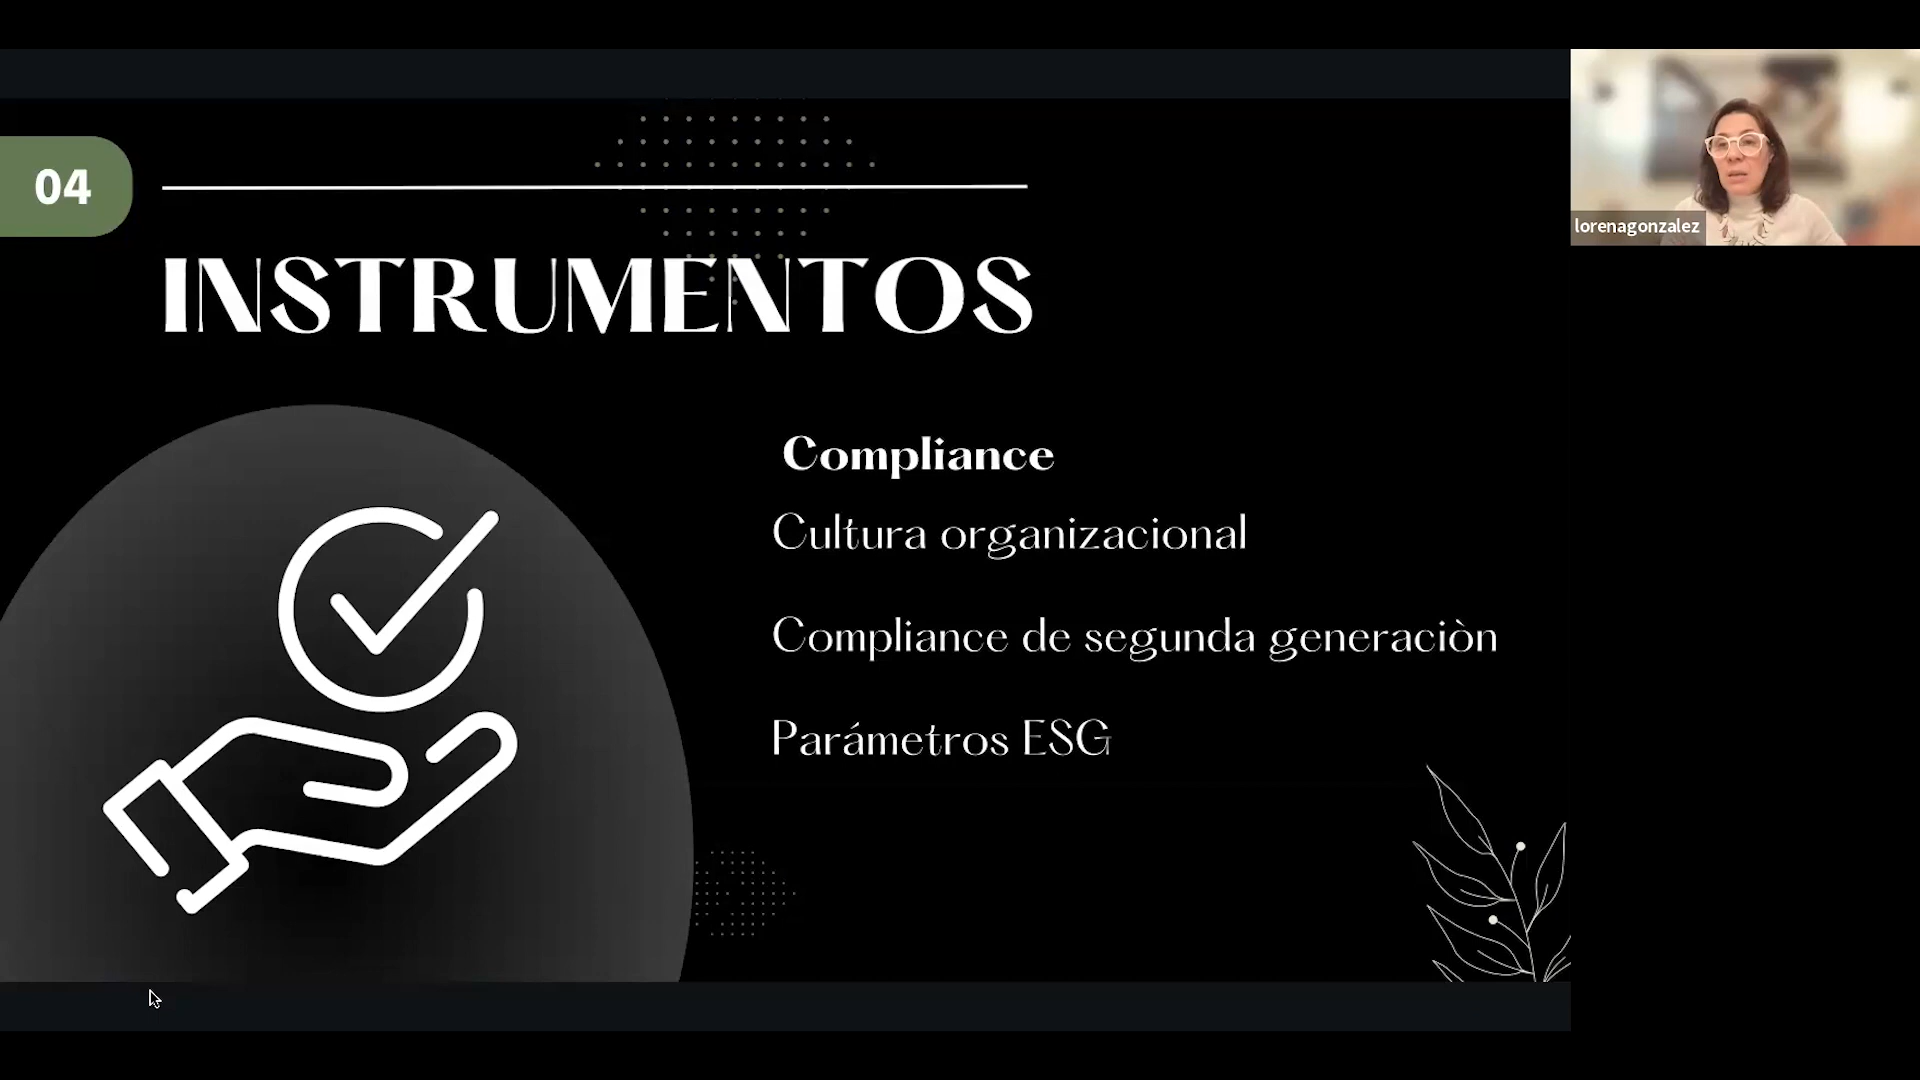 04
INSTRUMENTOS
Compliance
Cultura organizacional
Compliance de segunda generaciòn
Parámetros ESG
lorenagonzalez